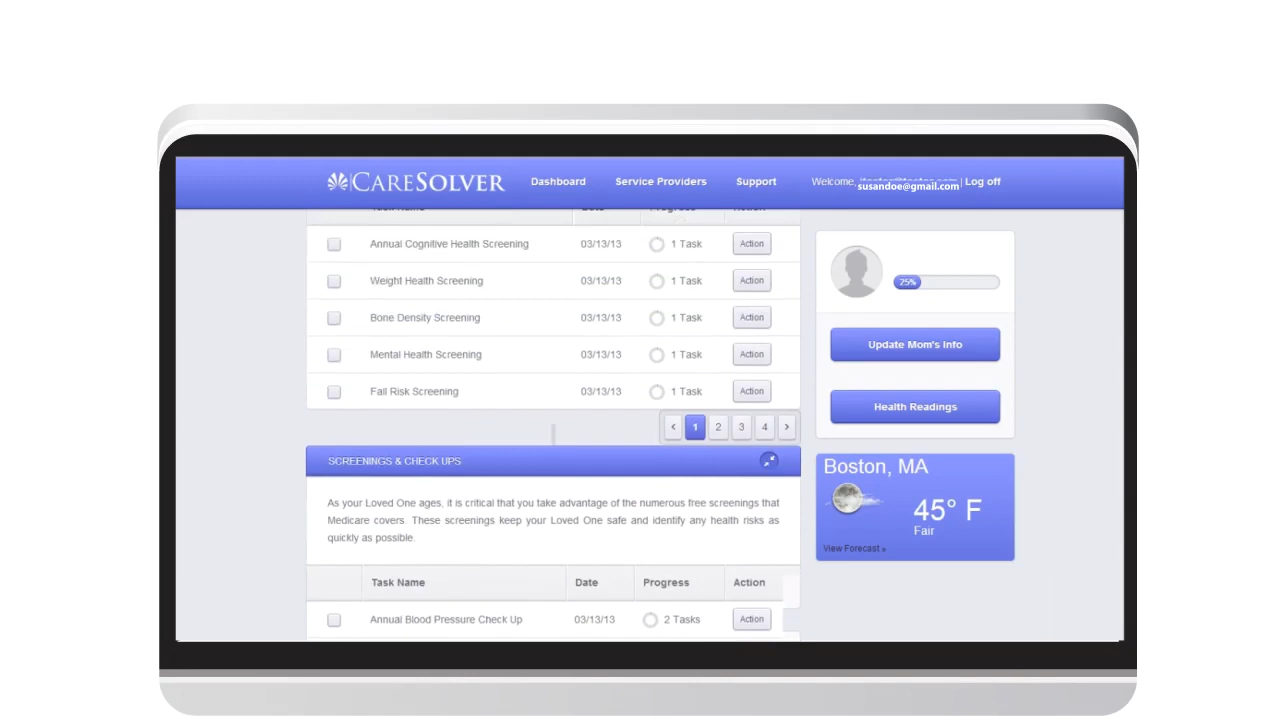 CARESOLVER
Dashboard
Service Providers
Support
Welcome,
susandoe@gmail.com
| Log off
Task Name Date Progress Action
Annual Cognitive Health Screening 03/13/13 1 Task Action
Weight Health Screening 03/13/13 1 Task Action
Bone Density Screening 03/13/13 1 Task Action
Mental Health Screening 03/13/13 1 Task Action
Fall Risk Screening 03/13/13 1 Task Action
‹ 1 2 3 4 ›
SCREENINGS & CHECK UPS
As your Loved One ages, it is critical that you take advantage of the numerous free screenings that
Medicare covers. These screenings keep your Loved One safe and identify any health risks as
quickly as possible.
Task Name Date Progress Action
Annual Blood Pressure Check Up 03/13/13 2 Tasks Action
25%
Update Mom's Info
Health Readings
Boston, MA
45° F
Fair
View Forecast »